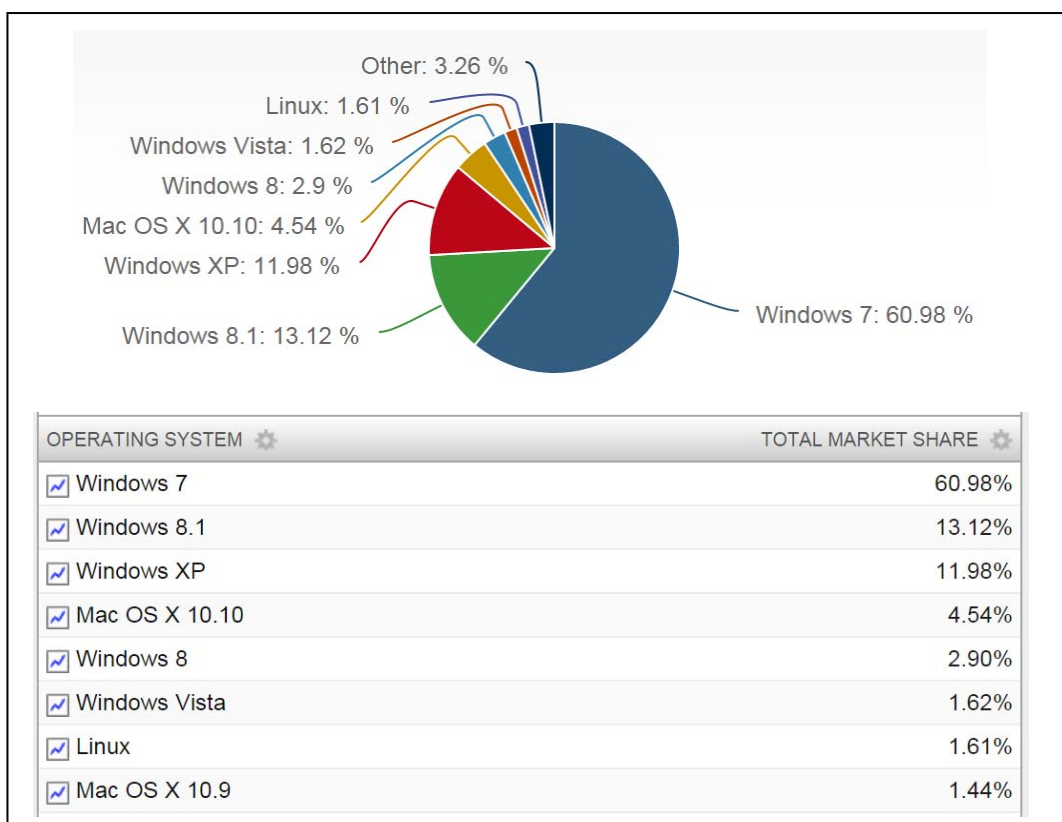 Other: 3.26 %
Linux: 1.61 %
Windows Vista: 1.62 %
Windows 8: 2.9 %
Mac OS X 10.10: 4.54 %
Windows XP: 11.98 %
Windows 7: 60.98 %
Windows 8.1: 13.12 %
OPERATING SYSTEM TOTAL MARKET SHARE
Windows 7 60.98%
Windows 8.1 13.12%
Windows XP 11.98%
Mac OS X 10.10 4.54%
Windows 8 2.90%
Windows Vista 1.62%
Linux 1.61%
Mac OS X 10.9 1.44%